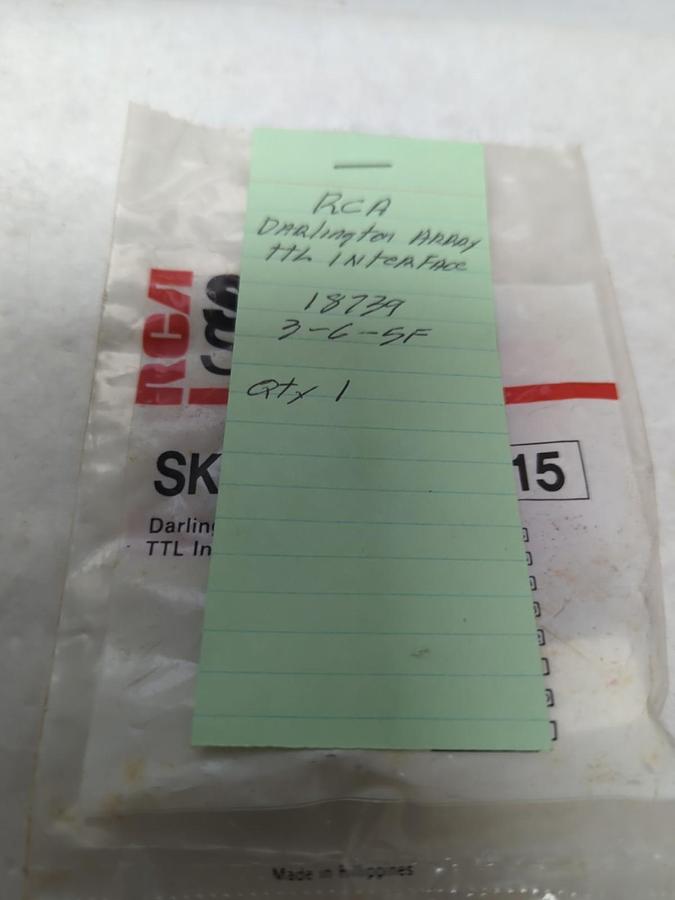 RCA
Darlington Array
ttL INterFace
18739
3-6-5F
Qty 1
RCA
SK
15
Darling
TTL In
Made in Philippines